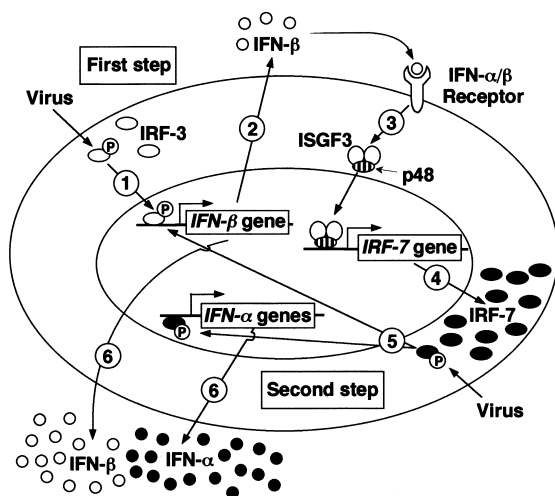 IFN-β
First step
IFN-α/β
Receptor
Virus
IRF-3
P
2
3
ISGF3
p48
1
P
IFN-β gene
IRF-7 gene
4
IFN-α genes
IRF-7
P
5
P
6
6
Second step
Virus
IFN-β
IFN-α